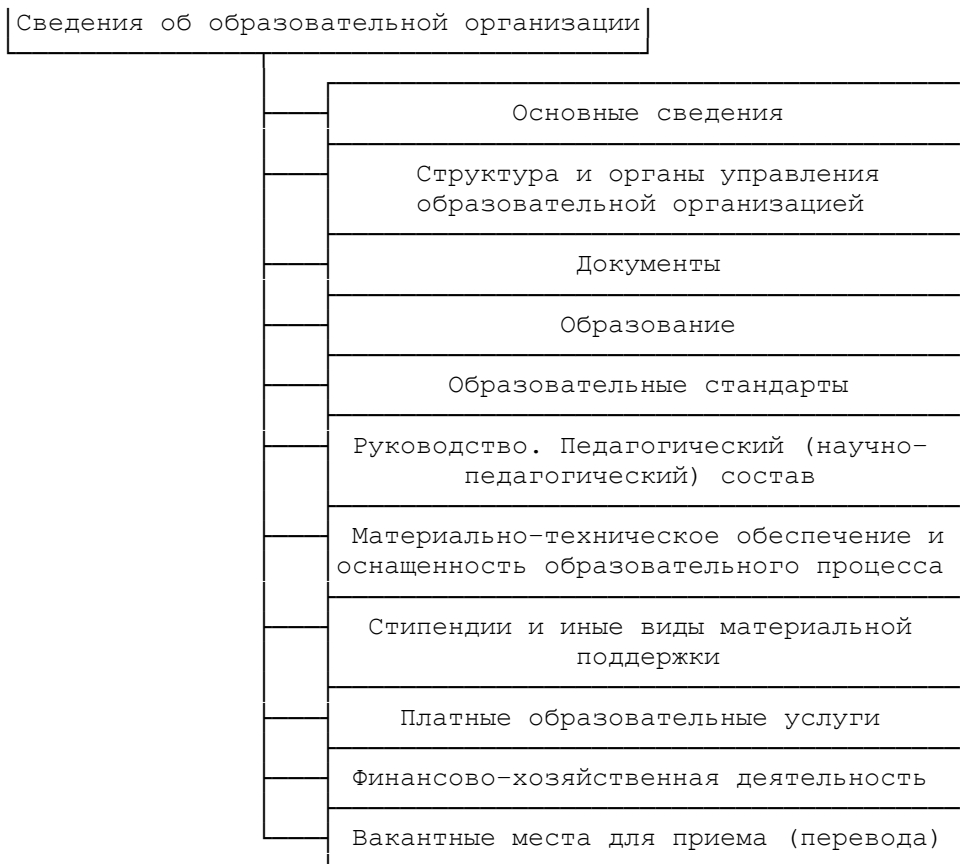 Сведения об образовательной организации
Основные сведения
Структура и органы управления
образовательной организацией
Документы
Образование
Образовательные стандарты
Руководство. Педагогический (научно-
педагогический) состав
Материально-техническое обеспечение и
оснащенность образовательного процесса
Стипендии и иные виды материальной
поддержки
Платные образовательные услуги
Финансово-хозяйственная деятельность
Вакантные места для приема (перевода)